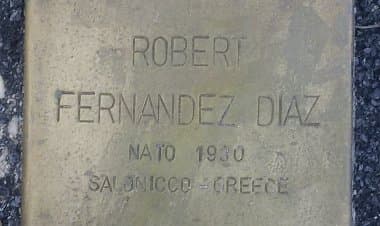 ROBERT
FERNANDEZ DIAZ
NATO 1930
SALONICCO - GREECE